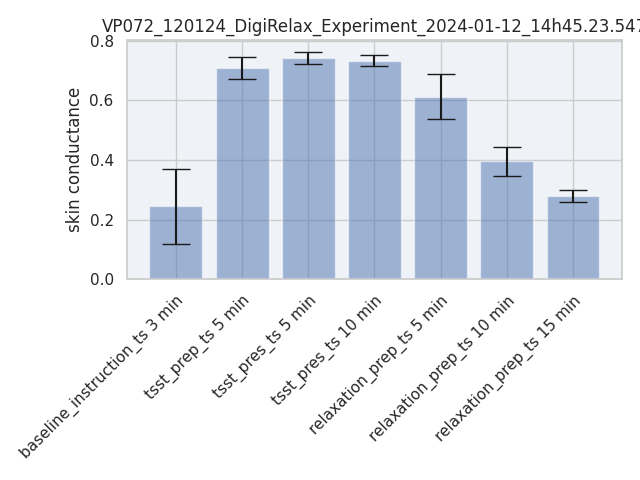 VP072_120124_DigiRelax_Experiment_2024-01-12_14h45.23.547
skin conductance
0.8
0.6
0.4
0.2
0.0
baseline_instruction_ts 3 min
tsst_prep_ts 5 min
tsst_pres_ts 5 min
tsst_pres_ts 10 min
relaxation_prep_ts 5 min
relaxation_prep_ts 10 min
relaxation_prep_ts 15 min